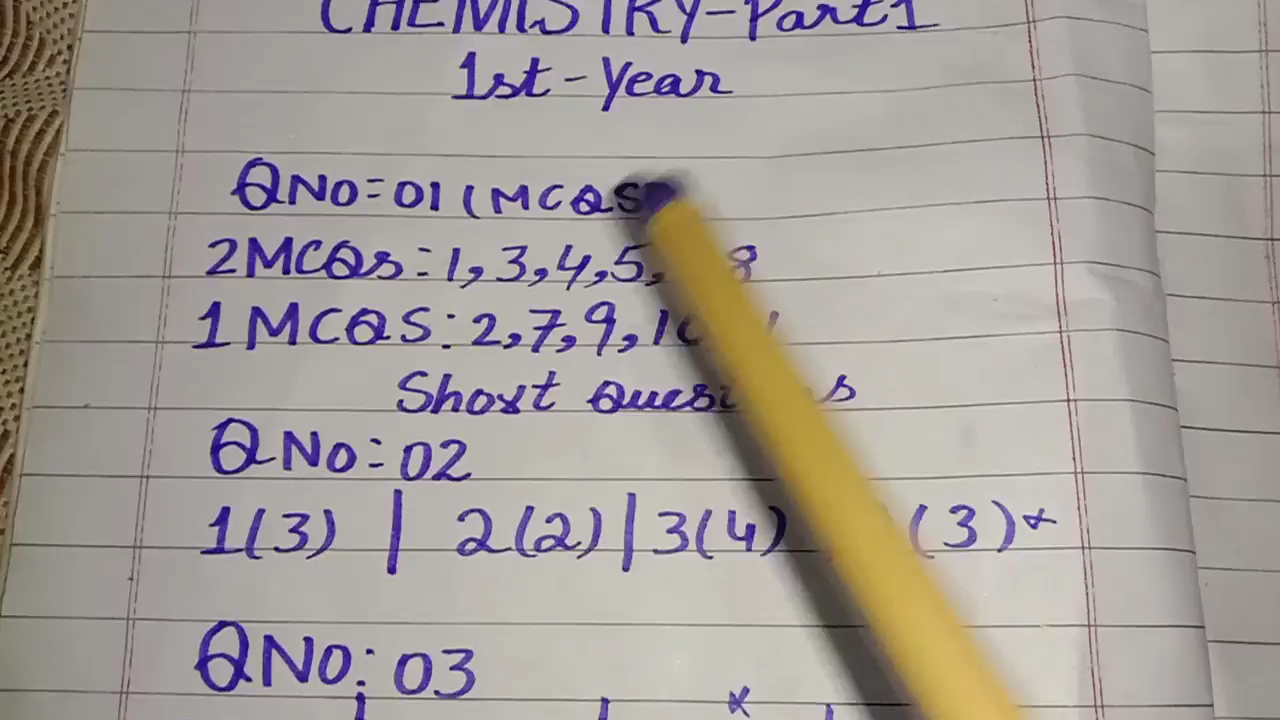 CHEMISTRY-Part1
1st-Year
QNO=01 (MCQS
2MCQs:1,3,4,5, 8
1MCQS:2,7,9,
Short
QNo:02
1(3) | 2(2) | 3(4) (3)*
QNO:03
*